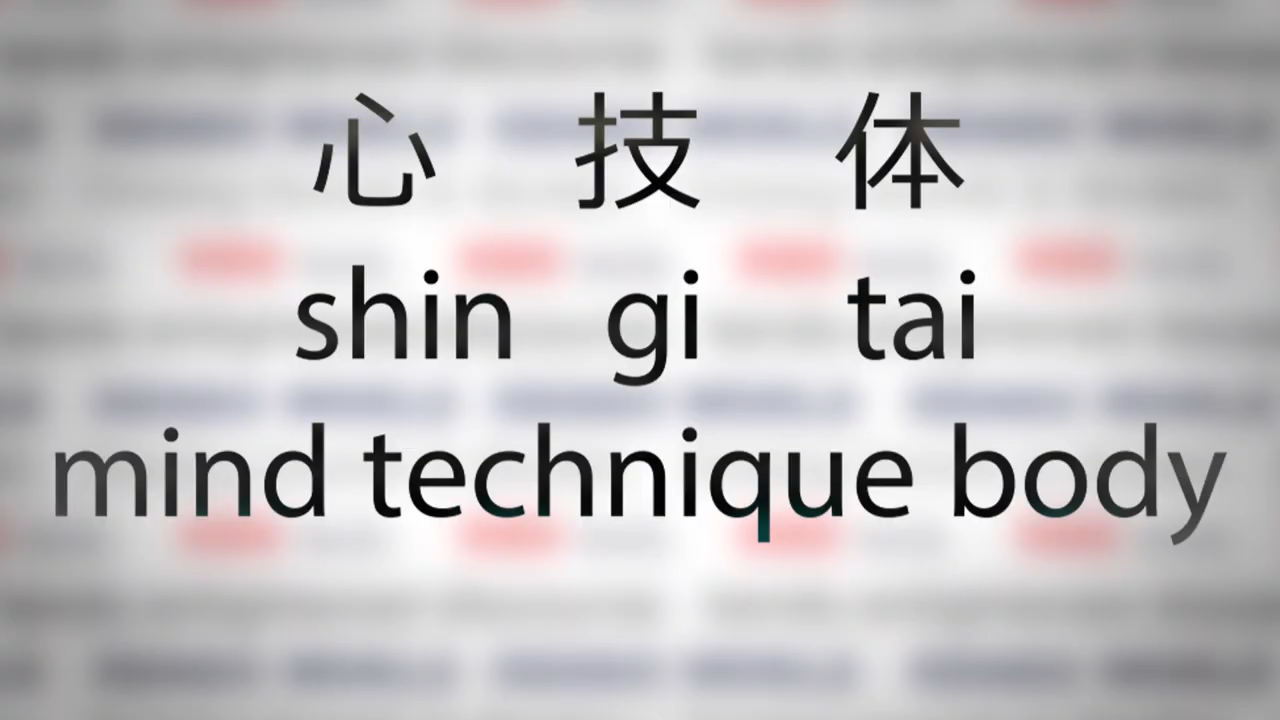 心 技 体
shin gi tai
mind technique body